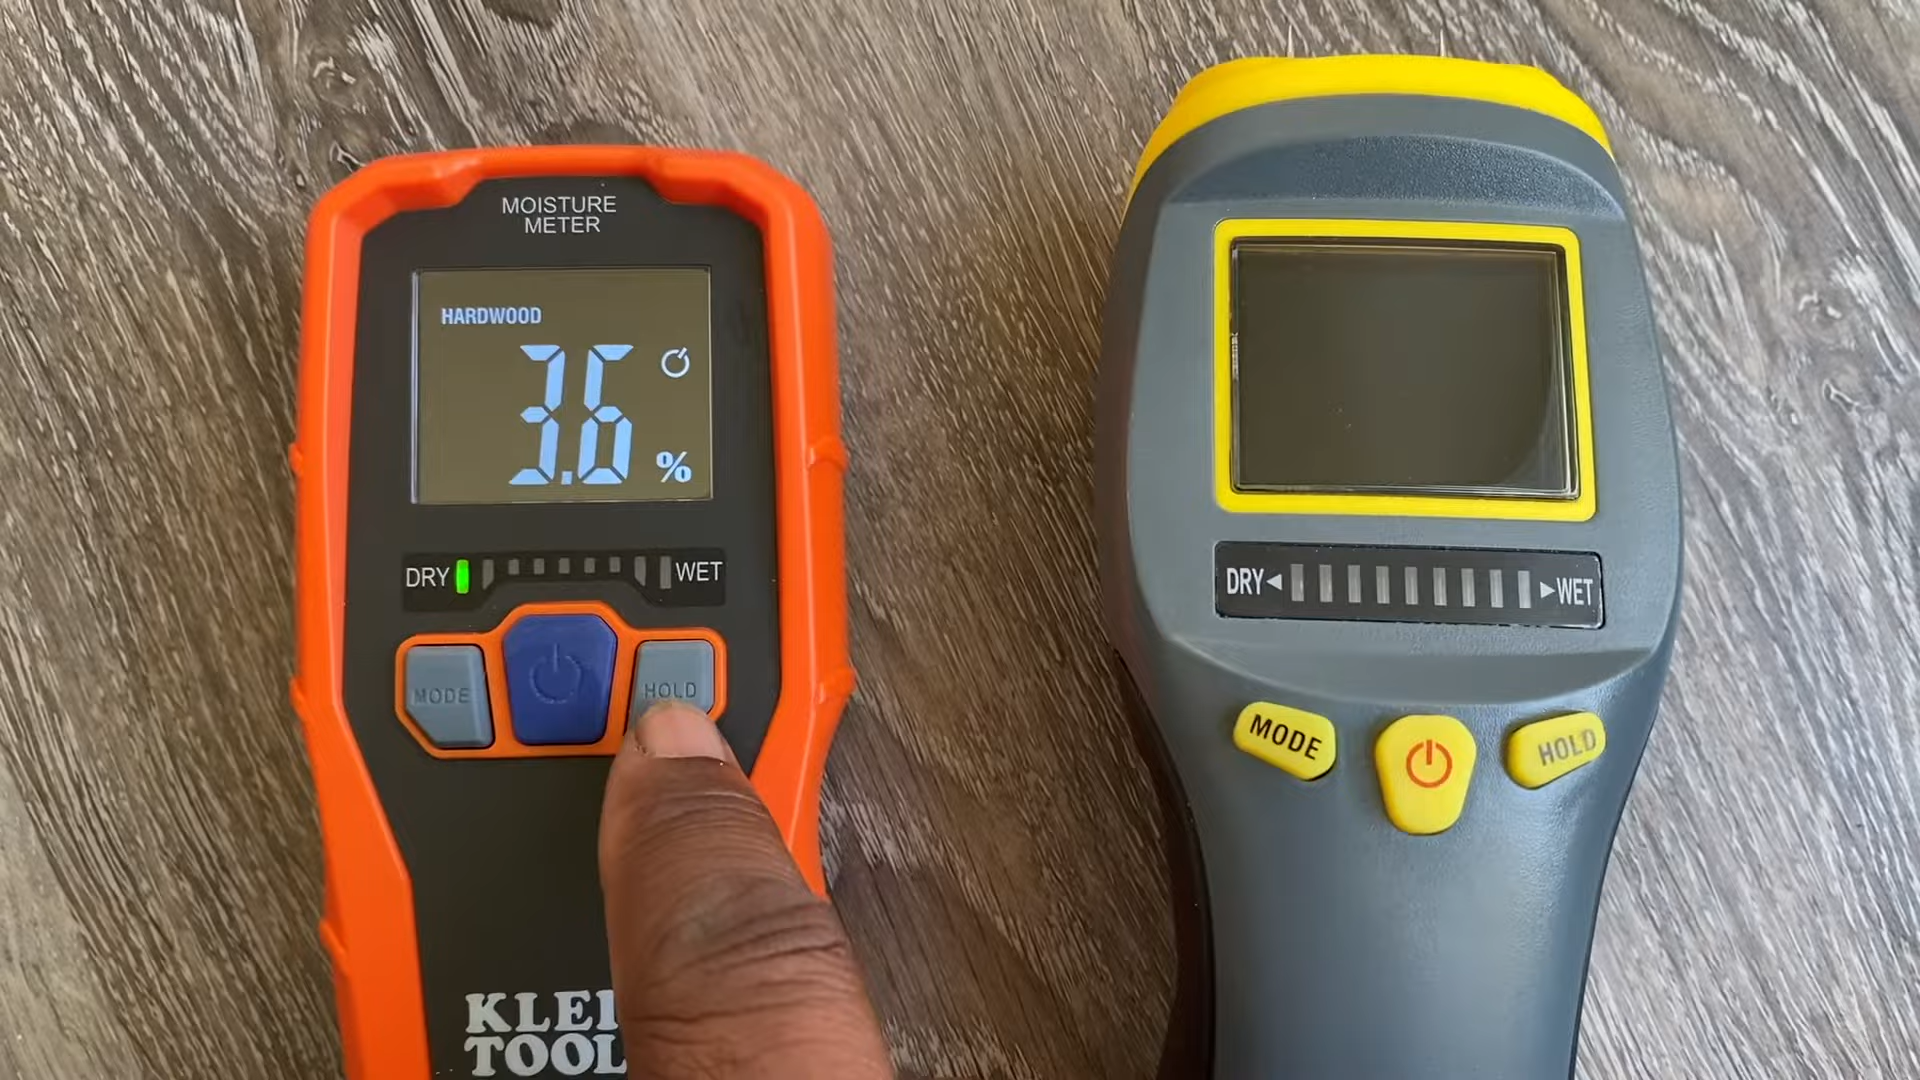 MOISTURE
METER
HARDWOOD
3.6
%
DRY WET
MODE HOLD
KLEI
TOOL
DRY WET
MODE HOLD